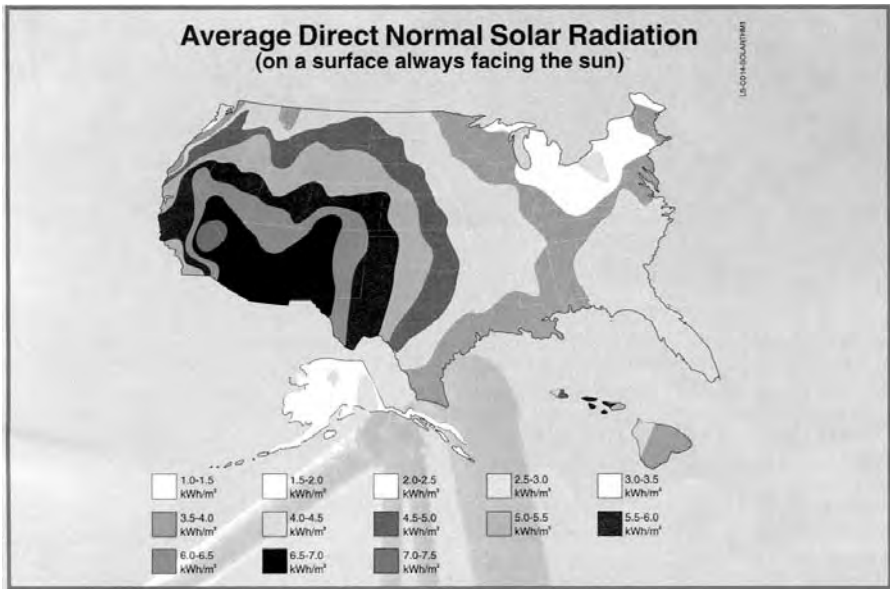 Average Direct Normal Solar Radiation
(on a surface always facing the sun)
LS-C014-SOLARTHM3
1.0-1.5
kWh/m²
1.5-2.0
kWh/m²
2.0-2.5
kWh/m²
2.5-3.0
kWh/m²
3.0-3.5
kWh/m²
3.5-4.0
kWh/m²
4.0-4.5
kWh/m²
4.5-5.0
kWh/m²
5.0-5.5
kWh/m²
5.5-6.0
kWh/m²
6.0-6.5
kWh/m²
6.5-7.0
kWh/m²
7.0-7.5
kWh/m²